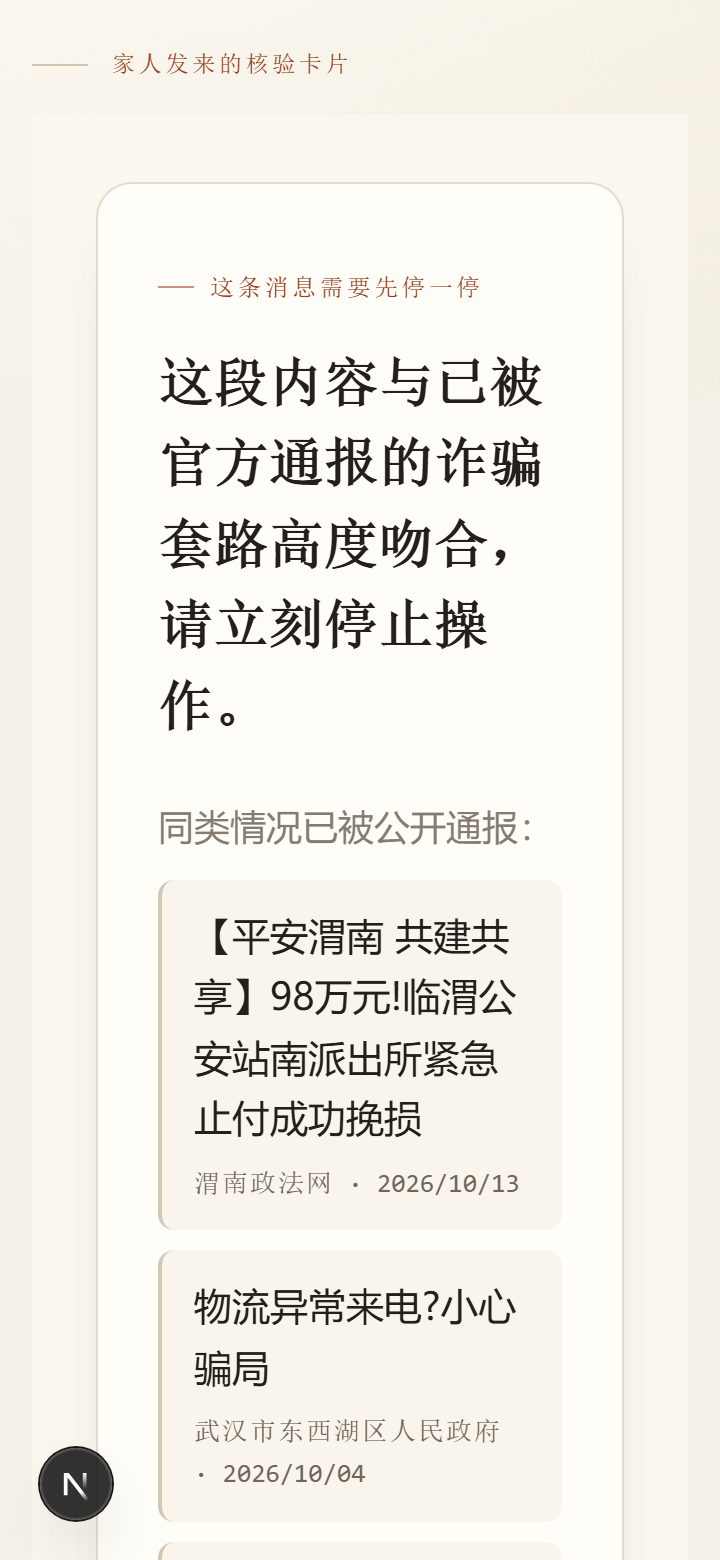 家人发来的核验卡片
这条消息需要先停一停
这段内容与已被
官方通报的诈骗
套路高度吻合，
请立刻停止操
作。
同类情况已被公开通报：
【平安渭南 共建共
享】98万元!临渭公
安站南派出所紧急
止付成功挽损
渭南政法网 · 2026/10/13
物流异常来电?小心
骗局
武汉市东西湖区人民政府
· 2026/10/04
N